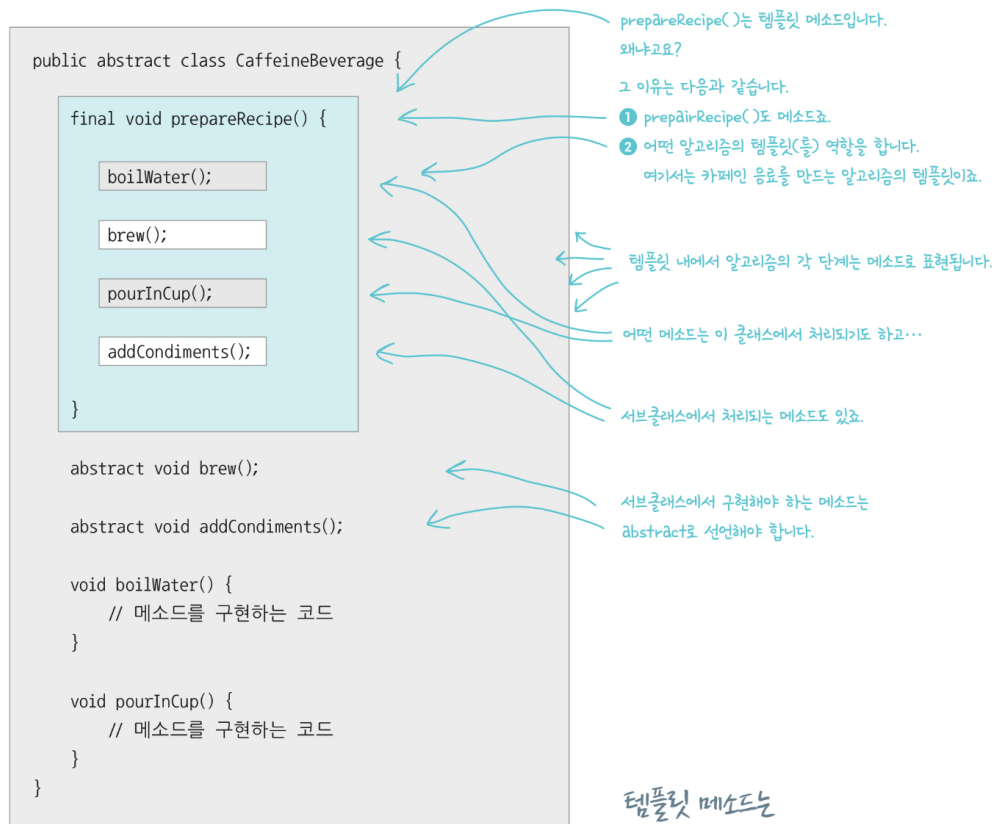 public abstract class CaffeineBeverage {
final void prepareRecipe() {
boilWater();
brew();
pourInCup();
addCondiments();
}
abstract void brew();
abstract void addCondiments();
void boilWater() {
// 메소드를 구현하는 코드
}
void pourInCup() {
// 메소드를 구현하는 코드
}
}
prepareRecipe()는 템플릿 메소드입니다.
왜냐고요?
그 이유는 다음과 같습니다.
❶ prepairRecipe()도 메소드죠.
❷ 어떤 알고리즘의 템플릿(틀) 역할을 합니다.
여기서는 카페인 음료를 만드는 알고리즘의 템플릿이죠.
템플릿 내에서 알고리즘의 각 단계는 메소드로 표현됩니다.
어떤 메소드는 이 클래스에서 처리되기도 하고…
서브클래스에서 처리되는 메소드도 있죠.
서브클래스에서 구현해야 하는 메소드는
abstract로 선언해야 합니다.
템플릿 메소드는